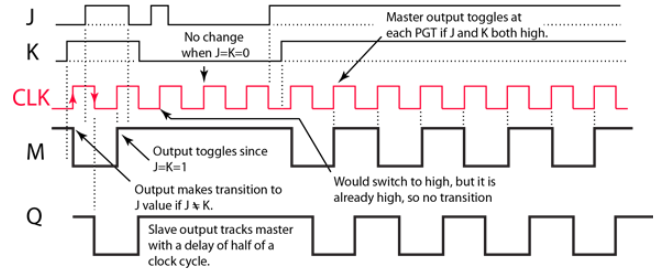 J
Master output toggles at
each PGT if J and K both high.
No change
when J=K=0
K
CLK
M
Output toggles since
J=K=1
Would switch to high, but it is
already high, so no transition
Output makes transition to
J value if J ≠ K.
Q
Slave output tracks master
with a delay of half of a
clock cycle.